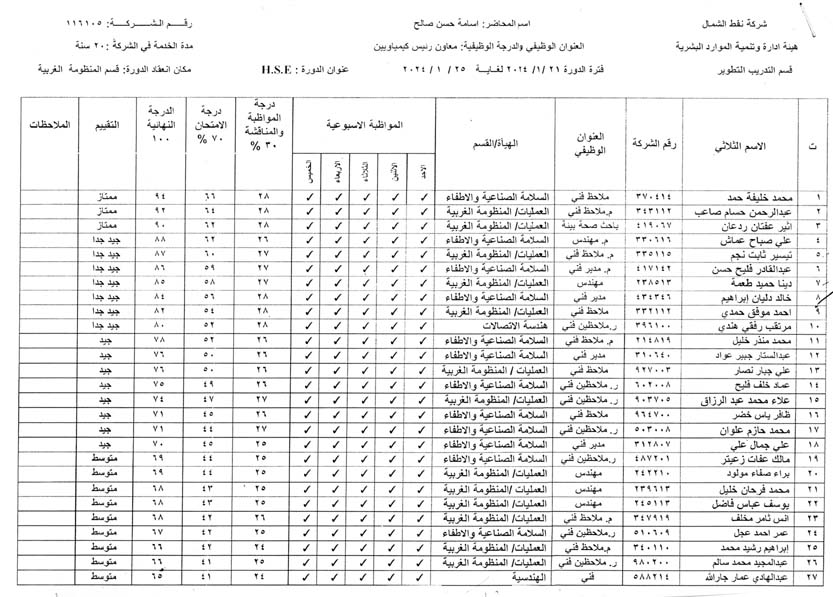 شركة نفط الشمال اسم المحاضر: اسامة حسن صالح رقم الشركة: ١١٦١٠٥
هيئة ادارة وتنمية الموارد البشرية العنوان الوظيفي والدرجة الوظيفية: معاون رئيس كيمياويين مدة الخدمة في الشركة: ٢٠ سنة
قسم التدريب التطوير فترة الدورة ٢٠٢٤/١/٢١ لغاية ٢٥ / ١ / ٢٠٢٤ عنوان الدورة : H.S.E مكان انعقاد الدورة: قسم المنظومة الغربية
ت الاسم الثلاثي رقم الشركة العنوان الوظيفي الهيأة/القسم المواظبة الاسبوعية درجة المواظبة والمناقشة ٣٠ % درجة الامتحان ٧٠ % الدرجة النهائية ١٠٠ التقييم الملاحظات
الاحد الاثنين الثلاثاء الاربعاء الخميس
١ محمد خليفة حمد ٣٧٠٤١٤ ملاحظ فني السلامة الصناعية والاطفاء ✓ ✓ ✓ ✓ ✓ ٢٨ ٦٦ ٩٤ ممتاز
٢ عبدالرحمن حسام صاعب ٣٤٣١١٢ م.ملاحظ فني العمليات/ المنظومة الغربية ✓ ✓ ✓ ✓ ✓ ٢٨ ٦٤ ٩٢ ممتاز
٣ اثير عفتان ردعان ٤١٩٠٦٧ باحث صحة بيئة العمليات/ المنظومة الغربية ✓ ✓ ✓ ✓ ✓ ٢٨ ٦٢ ٩٠ ممتاز
٤ علي صباح عماش ٣٣٠٦١٦ م. مهندس السلامة الصناعية والاطفاء ✓ ✓ ✓ ✓ ✓ ٢٦ ٦٢ ٨٨ جيد جدا
٥ تيسير ثابت نجم ٣٣٥١١٥ م. ملاحظ فني العمليات/ المنظومة الغربية ✓ ✓ ✓ ✓ ✓ ٢٧ ٦٠ ٨٧ جيد جدا
٦ عبدالقادر فليح حسن ٤١٧١٤٢ م. مدير فني السلامة الصناعية والاطفاء ✓ ✓ ✓ ✓ ✓ ٢٧ ٥٩ ٨٦ جيد جدا
٧ دينا حميد طعمة ٢٣٨٥١٣ مهندس العمليات/ المنظومة الغربية ✓ ✓ ✓ ✓ ✓ ٢٧ ٥٨ ٨٥ جيد جدا
٨ خالد دليان إبراهيم ٤٣٤٣٤٦ مدير فني السلامة الصناعية والاطفاء ✓ ✓ ✓ ✓ ✓ ٢٨ ٥٦ ٨٤ جيد جدا
٩ احمد موفق حمدي ٣٣٢١١٢ م. ملاحظ فني العمليات/ المنظومة الغربية ✓ ✓ ✓ ✓ ✓ ٢٨ ٥٤ ٨٢ جيد جدا
١٠ مرتقب رفقي هندي ٣٩٦١٠٠ ر.ملاحظين فني هندسة الاتصالات ✓ ✓ ✓ ✓ ✓ ٢٨ ٥٢ ٨٠ جيد جدا
١١ محمد منذر خليل ٢١٤٨١٩ م. ملاحظ فني السلامة الصناعية والاطفاء ✓ ✓ ✓ ✓ ✓ ٢٦ ٥٢ ٧٨ جيد
١٢ عبدالستار جبير عواد ٣١٠٦٤٠ مدير فني السلامة الصناعية والاطفاء ✓ ✓ ✓ ✓ ✓ ٢٦ ٥٠ ٧٦ جيد
١٣ علي جبار نصار ٩٢٧٠٠٣ ملاحظ فني العمليات / المنظومة الغربية ✓ ✓ ✓ ✓ ✓ ٢٦ ٥٠ ٧٦ جيد
١٤ عماد خلف فليح ٦٠٢٠٠٨ ر. ملاحظين فني السلامة الصناعية والاطفاء ✓ ✓ ✓ ✓ ✓ ٢٦ ٤٩ ٧٥ جيد
١٥ علاء محمد عبد الرزاق ٩٠٣٧٠٥ ر. ملاحظين فني العمليات/ المنظومة الغربية ✓ ✓ ✓ ✓ ✓ ٢٧ ٤٧ ٧٤ جيد
١٦ ظافر ياس خضر ٩٦٤٧٠٠ ملاحظ فني السلامة الصناعية والاطفاء ✓ ✓ ✓ ✓ ✓ ٢٦ ٤٥ ٧١ جيد
١٧ محمد حازم علوان ٥٠٣٠٠٨ ر.ملاحظين فني السلامة الصناعية والاطفاء ✓ ✓ ✓ ✓ ✓ ٢٧ ٤٤ ٧١ جيد
١٨ علي جمال علي ٣١٢٨٠٧ مدير فني السلامة الصناعية والاطفاء ✓ ✓ ✓ ✓ ✓ ٢٥ ٤٥ ٧٠ جيد
١٩ مالك عفات زعيتر ٤٨٧٢٠١ ر.ملاحظين فني السلامة الصناعية والاطفاء ✓ ✓ ✓ ✓ ✓ ٢٥ ٤٤ ٦٩ متوسط
٢٠ براء صفاء مولود ٢٤٢٢١٠ مهندس العمليات/ المنظومة الغربية ✓ ✓ ✓ ✓ ✓ ٢٥ ٤٤ ٦٩ متوسط
٢١ محمد فرحان خليل ٢٣٩٦١٣ مهندس العمليات/ المنظومة الغربية ✓ ✓ ✓ ✓ ✓ ٢٥ ٤٣ ٦٨ متوسط
٢٢ يوسف عباس فاضل ٢٤٥١١٣ مهندس العمليات/ المنظومة الغربية ✓ ✓ ✓ ✓ ✓ ٢٥ ٤٣ ٦٨ متوسط
٢٣ انس ثامر مخلف ٣٤٧٩١٩ م. ملاحظ فني العمليات/ المنظومة الغربية ✓ ✓ ✓ ✓ ✓ ٢٦ ٤٢ ٦٨ متوسط
٢٤ عمر احمد عجل ٥١٠٦٠٩ ر.ملاحظين فني السلامة الصناعية والاطفاء ✓ ✓ ✓ ✓ ✓ ٢٥ ٤٢ ٦٧ متوسط
٢٥ إبراهيم رشيد محمد ٣٤٠١١٠ م.ملاحظ فني العمليات/ المنظومة الغربية ✓ ✓ ✓ ✓ ✓ ٢٤ ٤٢ ٦٦ متوسط
٢٦ عبدالمجيد محمد سالم ٩٨٠٢٠٠ ر.ملاحظين فني العمليات/ المنظومة الغربية ✓ ✓ ✓ ✓ ✓ ٢٥ ٤١ ٦٦ متوسط
٢٧ عبدالهادي عمار جارالله ٥٨٨٢١٤ فني الهندسية ✓ ✓ ✓ ✓ ✓ ٢٤ ٤١ ٦٥ متوسط